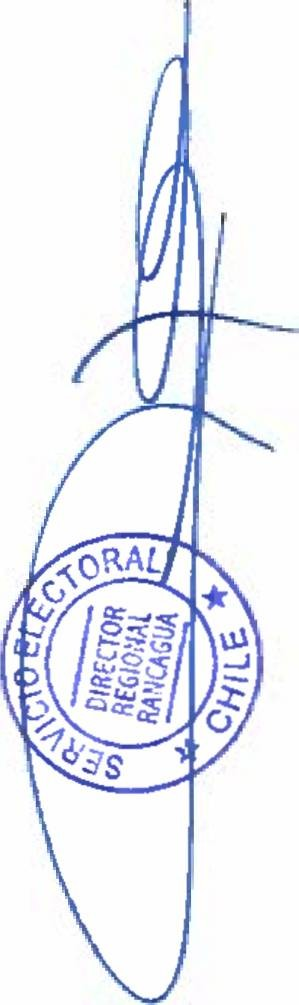 SERVICIO ELECTORAL
DIRECTOR
REGIONAL
RANCAGUA
★ CHILE ★